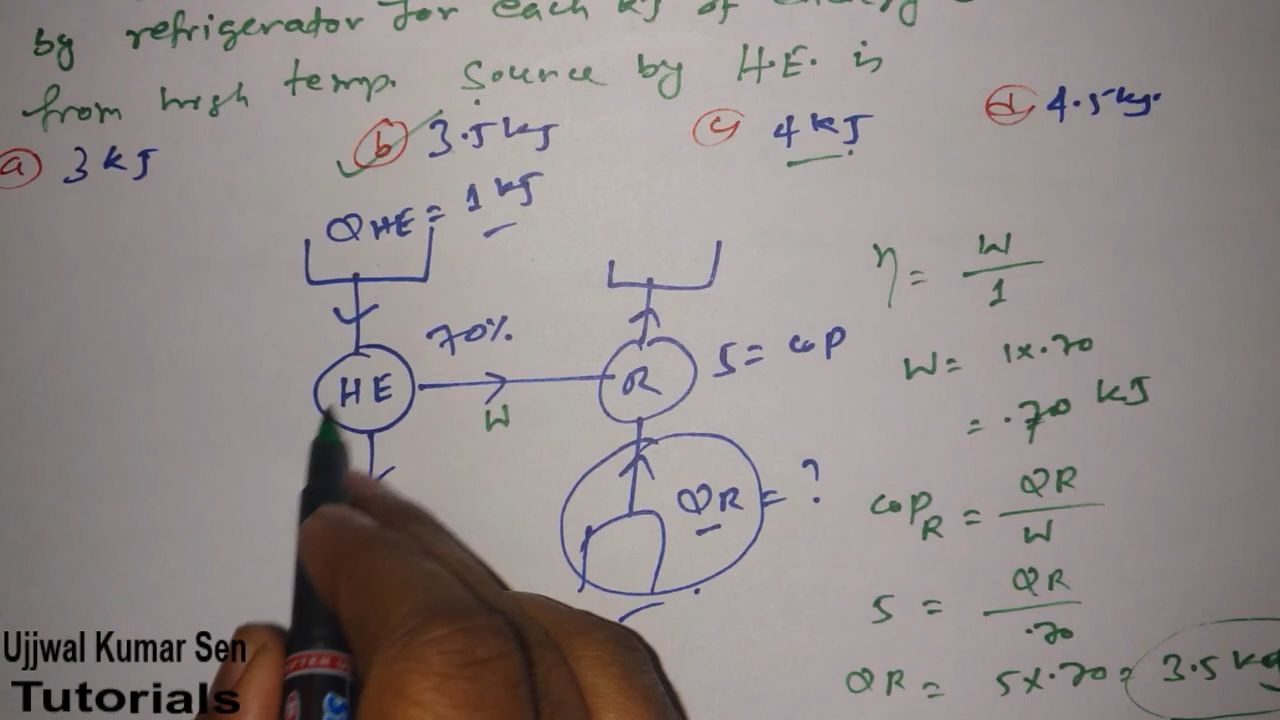 by refrigerator for each kJ of energy
from high temp. Source by H.E. is
a 3 kJ b 3.5 kJ c 4 kJ d 4.5 kJ.
QHE = 1 kJ
η = W / 1
70%
HE W R 5 = COP
W = 1 x .70
= .70 kJ
QR = ?
COPR = QR / W
5 = QR / .70
QR = 5 x .70 = 3.5 kJ
Ujjwal Kumar Sen
Tutorials